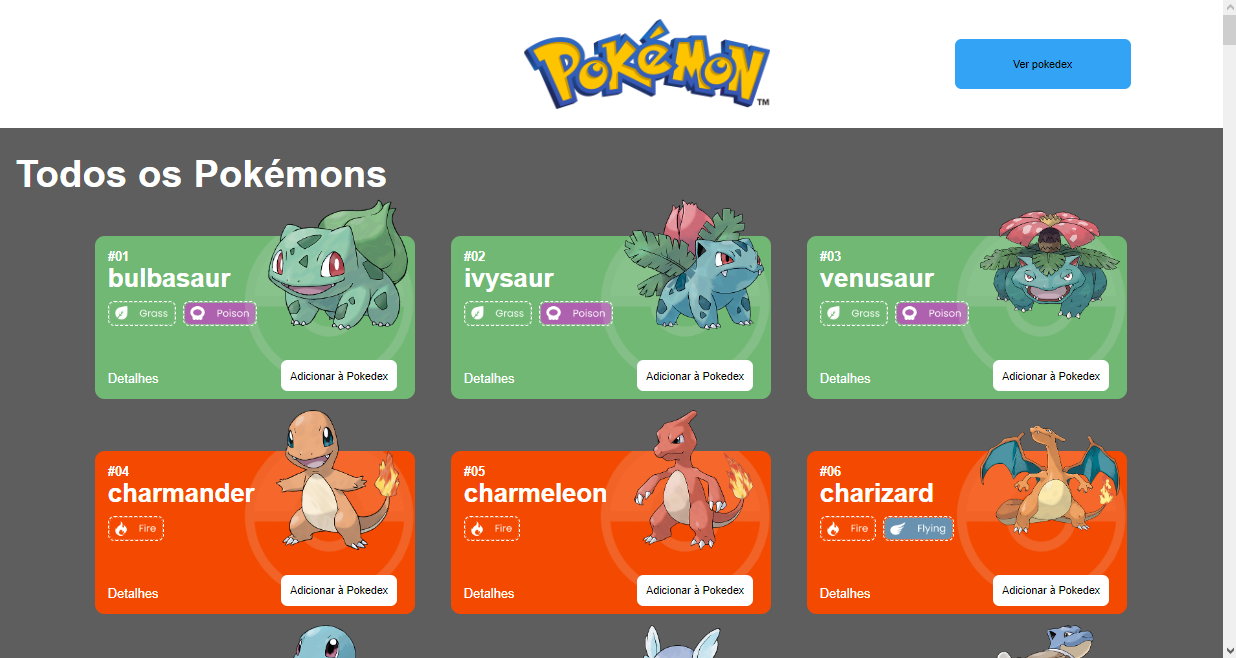 POKéMON
TM
Ver pokedex
Todos os Pokémons
#01
bulbasaur
Grass Poison
Detalhes Adicionar à Pokedex
#02
ivysaur
Grass Poison
Detalhes Adicionar à Pokedex
#03
venusaur
Grass Poison
Detalhes Adicionar à Pokedex
#04
charmander
Fire
Detalhes Adicionar à Pokedex
#05
charmeleon
Fire
Detalhes Adicionar à Pokedex
#06
charizard
Fire Flying
Detalhes Adicionar à Pokedex